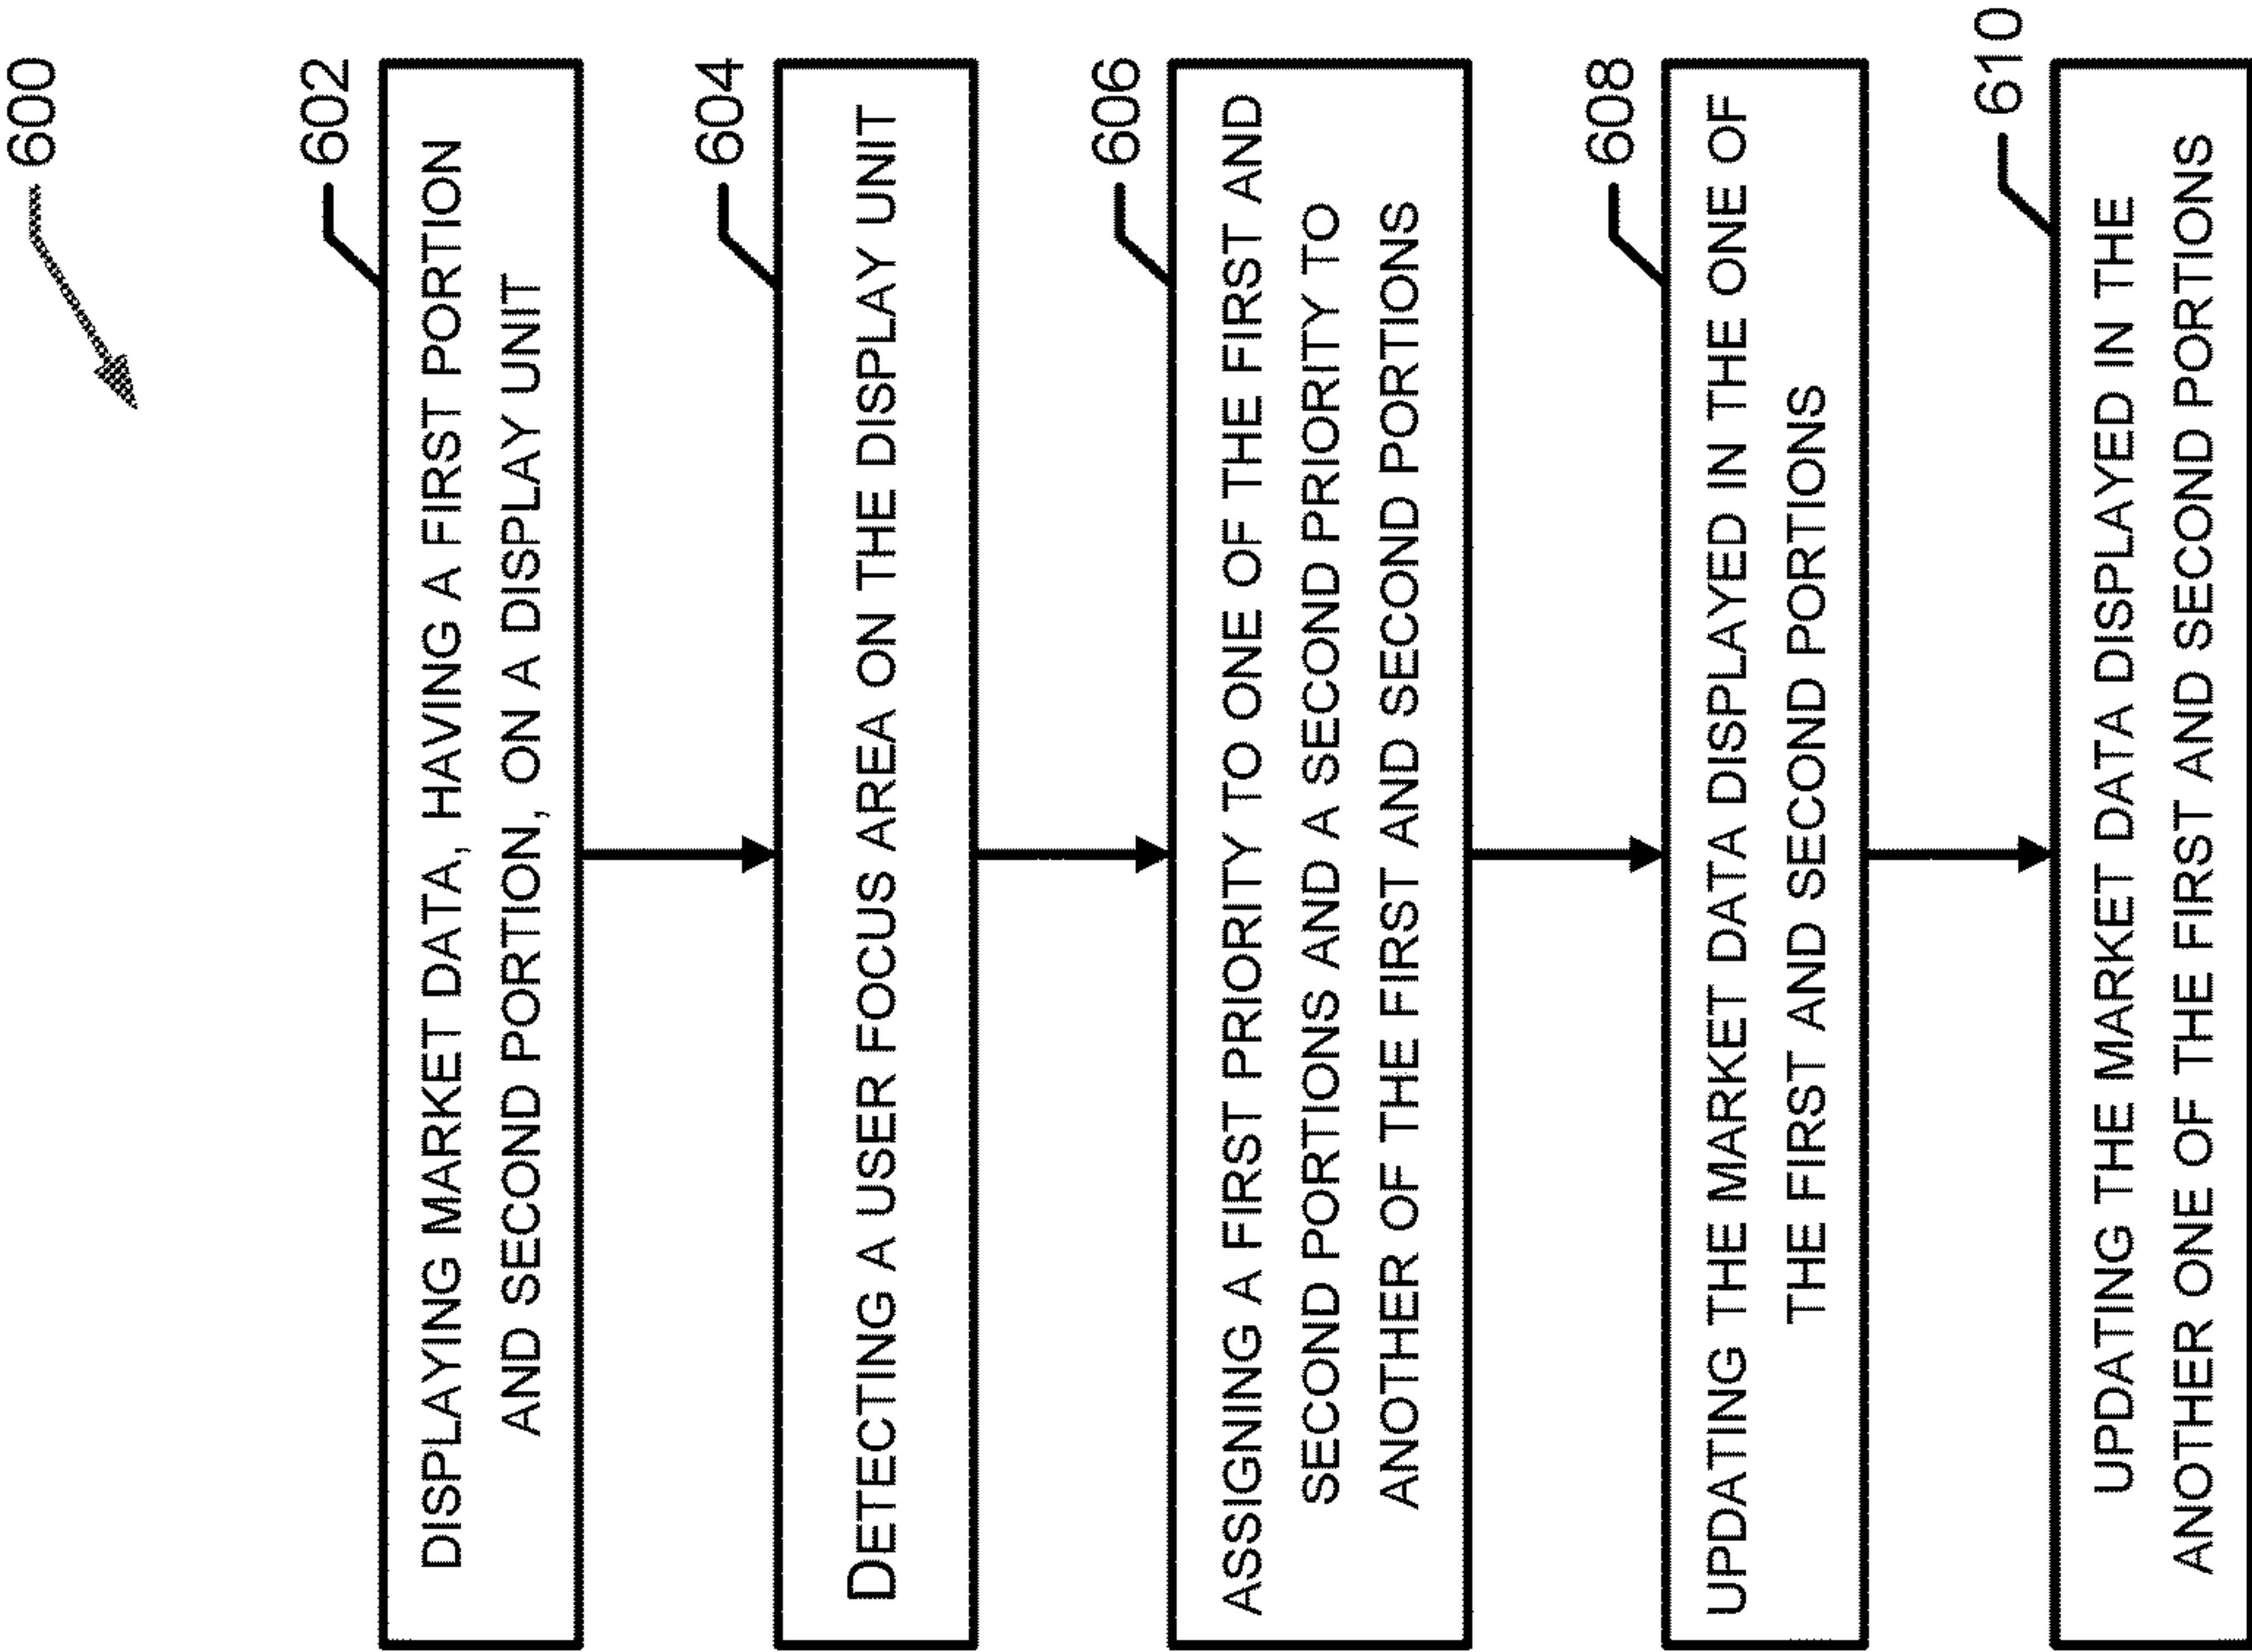 600
602
DISPLAYING MARKET DATA, HAVING A FIRST PORTION
AND SECOND PORTION, ON A DISPLAY UNIT
604
DETECTING A USER FOCUS AREA ON THE DISPLAY UNIT
606
ASSIGNING A FIRST PRIORITY TO ONE OF THE FIRST AND
SECOND PORTIONS AND A SECOND PRIORITY TO
ANOTHER OF THE FIRST AND SECOND PORTIONS
608
UPDATING THE MARKET DATA DISPLAYED IN THE ONE OF
THE FIRST AND SECOND PORTIONS
610
UPDATING THE MARKET DATA DISPLAYED IN THE
ANOTHER ONE OF THE FIRST AND SECOND PORTIONS